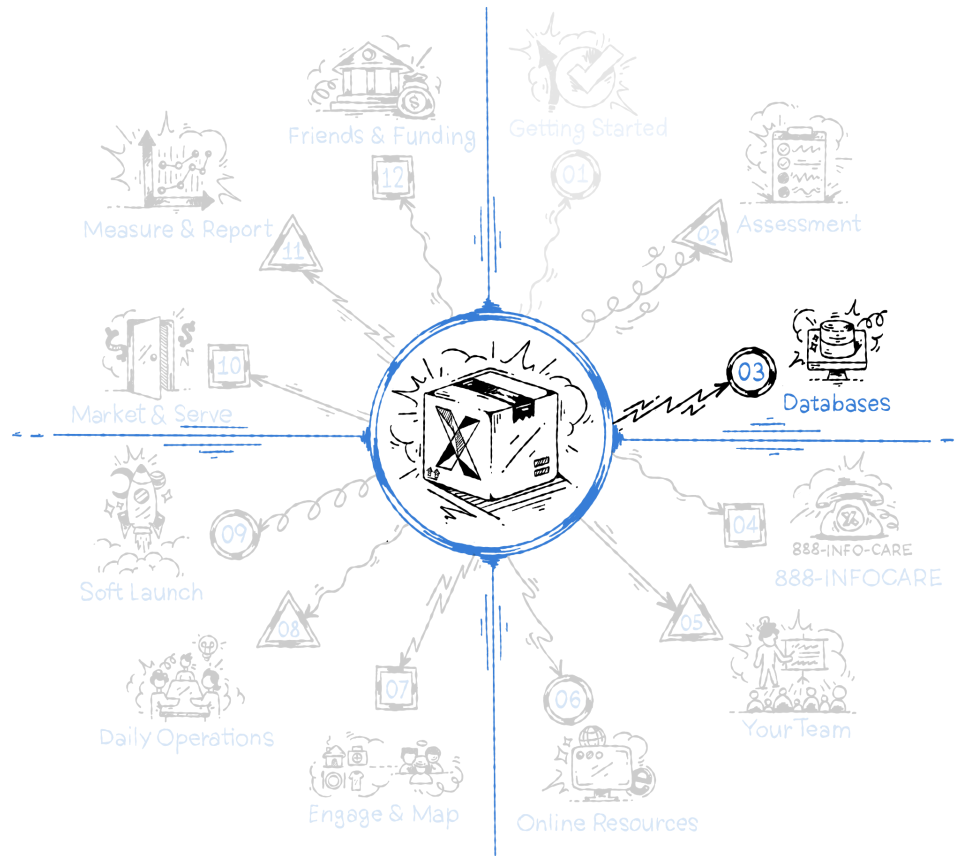 Friends & Funding
12
Getting Started
01
Assessment
02
Measure & Report
11
Databases
03
Market & Serve
10
888-INFO-CARE
888-INFOCARE
04
Soft Launch
09
Your Team
05
Daily Operations
08
Engage & Map
07
Online Resources
06
X